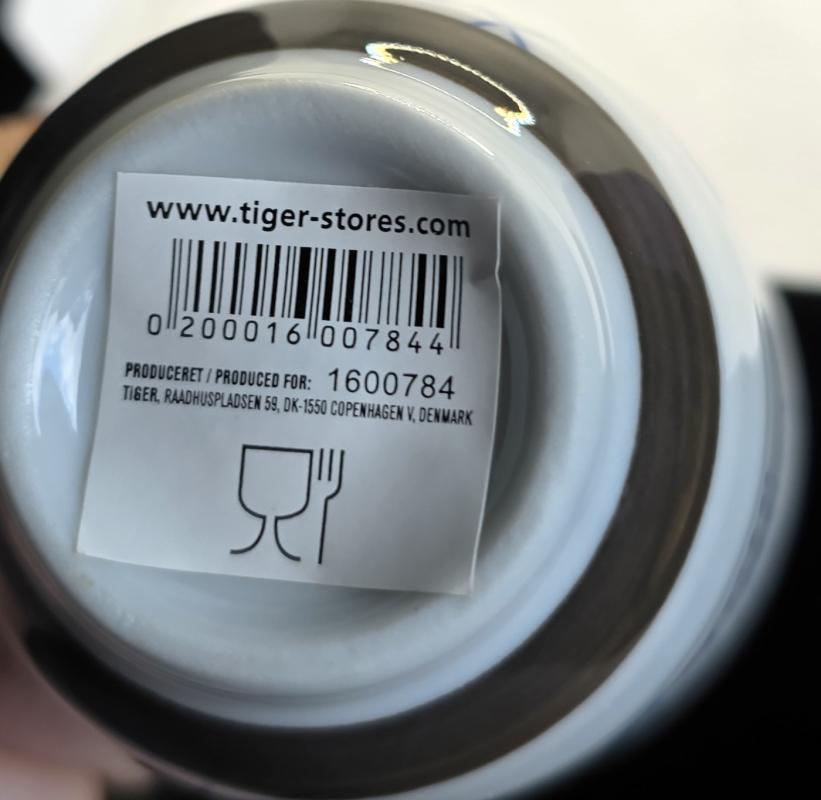 www.tiger-stores.com
0 200016 007844
PRODUCERET / PRODUCED FOR: 1600784
TIGER, RAADHUSPLADSEN 59, DK-1550 COPENHAGEN V, DENMARK